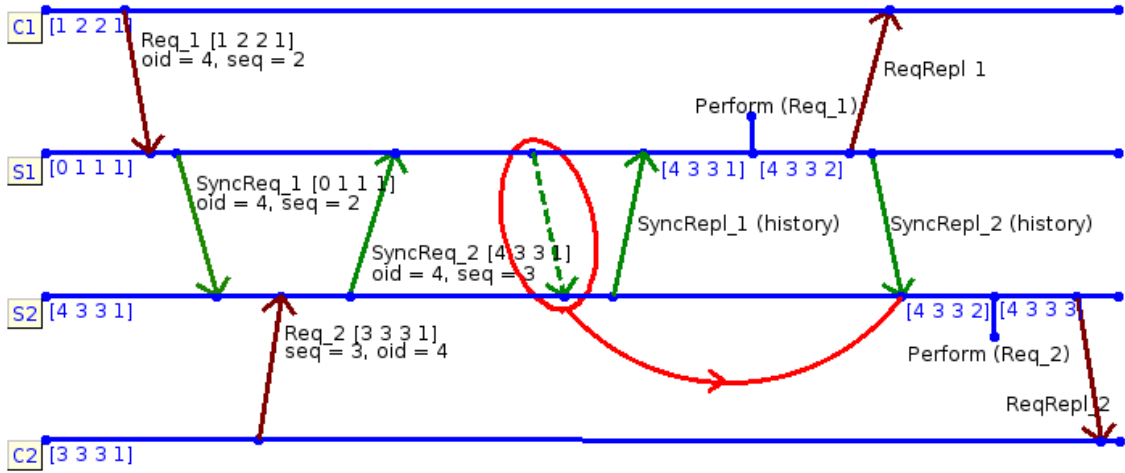 C1
[1 2 2 1]
Req_1 [1 2 2 1]
oid = 4, seq = 2
ReqRepl 1
Perform (Req_1)
S1
[0 1 1 1]
[4 3 3 1]
[4 3 3 2]
SyncReq_1 [0 1 1 1]
oid = 4, seq = 2
SyncReq_2 [4 3 3 1]
oid = 4, seq = 3
SyncRepl_1 (history)
SyncRepl_2 (history)
S2
[4 3 3 1]
[4 3 3 2]
[4 3 3 3
Req_2 [3 3 3 1]
seq = 3, oid = 4
Perform (Req_2)
ReqRepl_2
C2
[3 3 3 1]